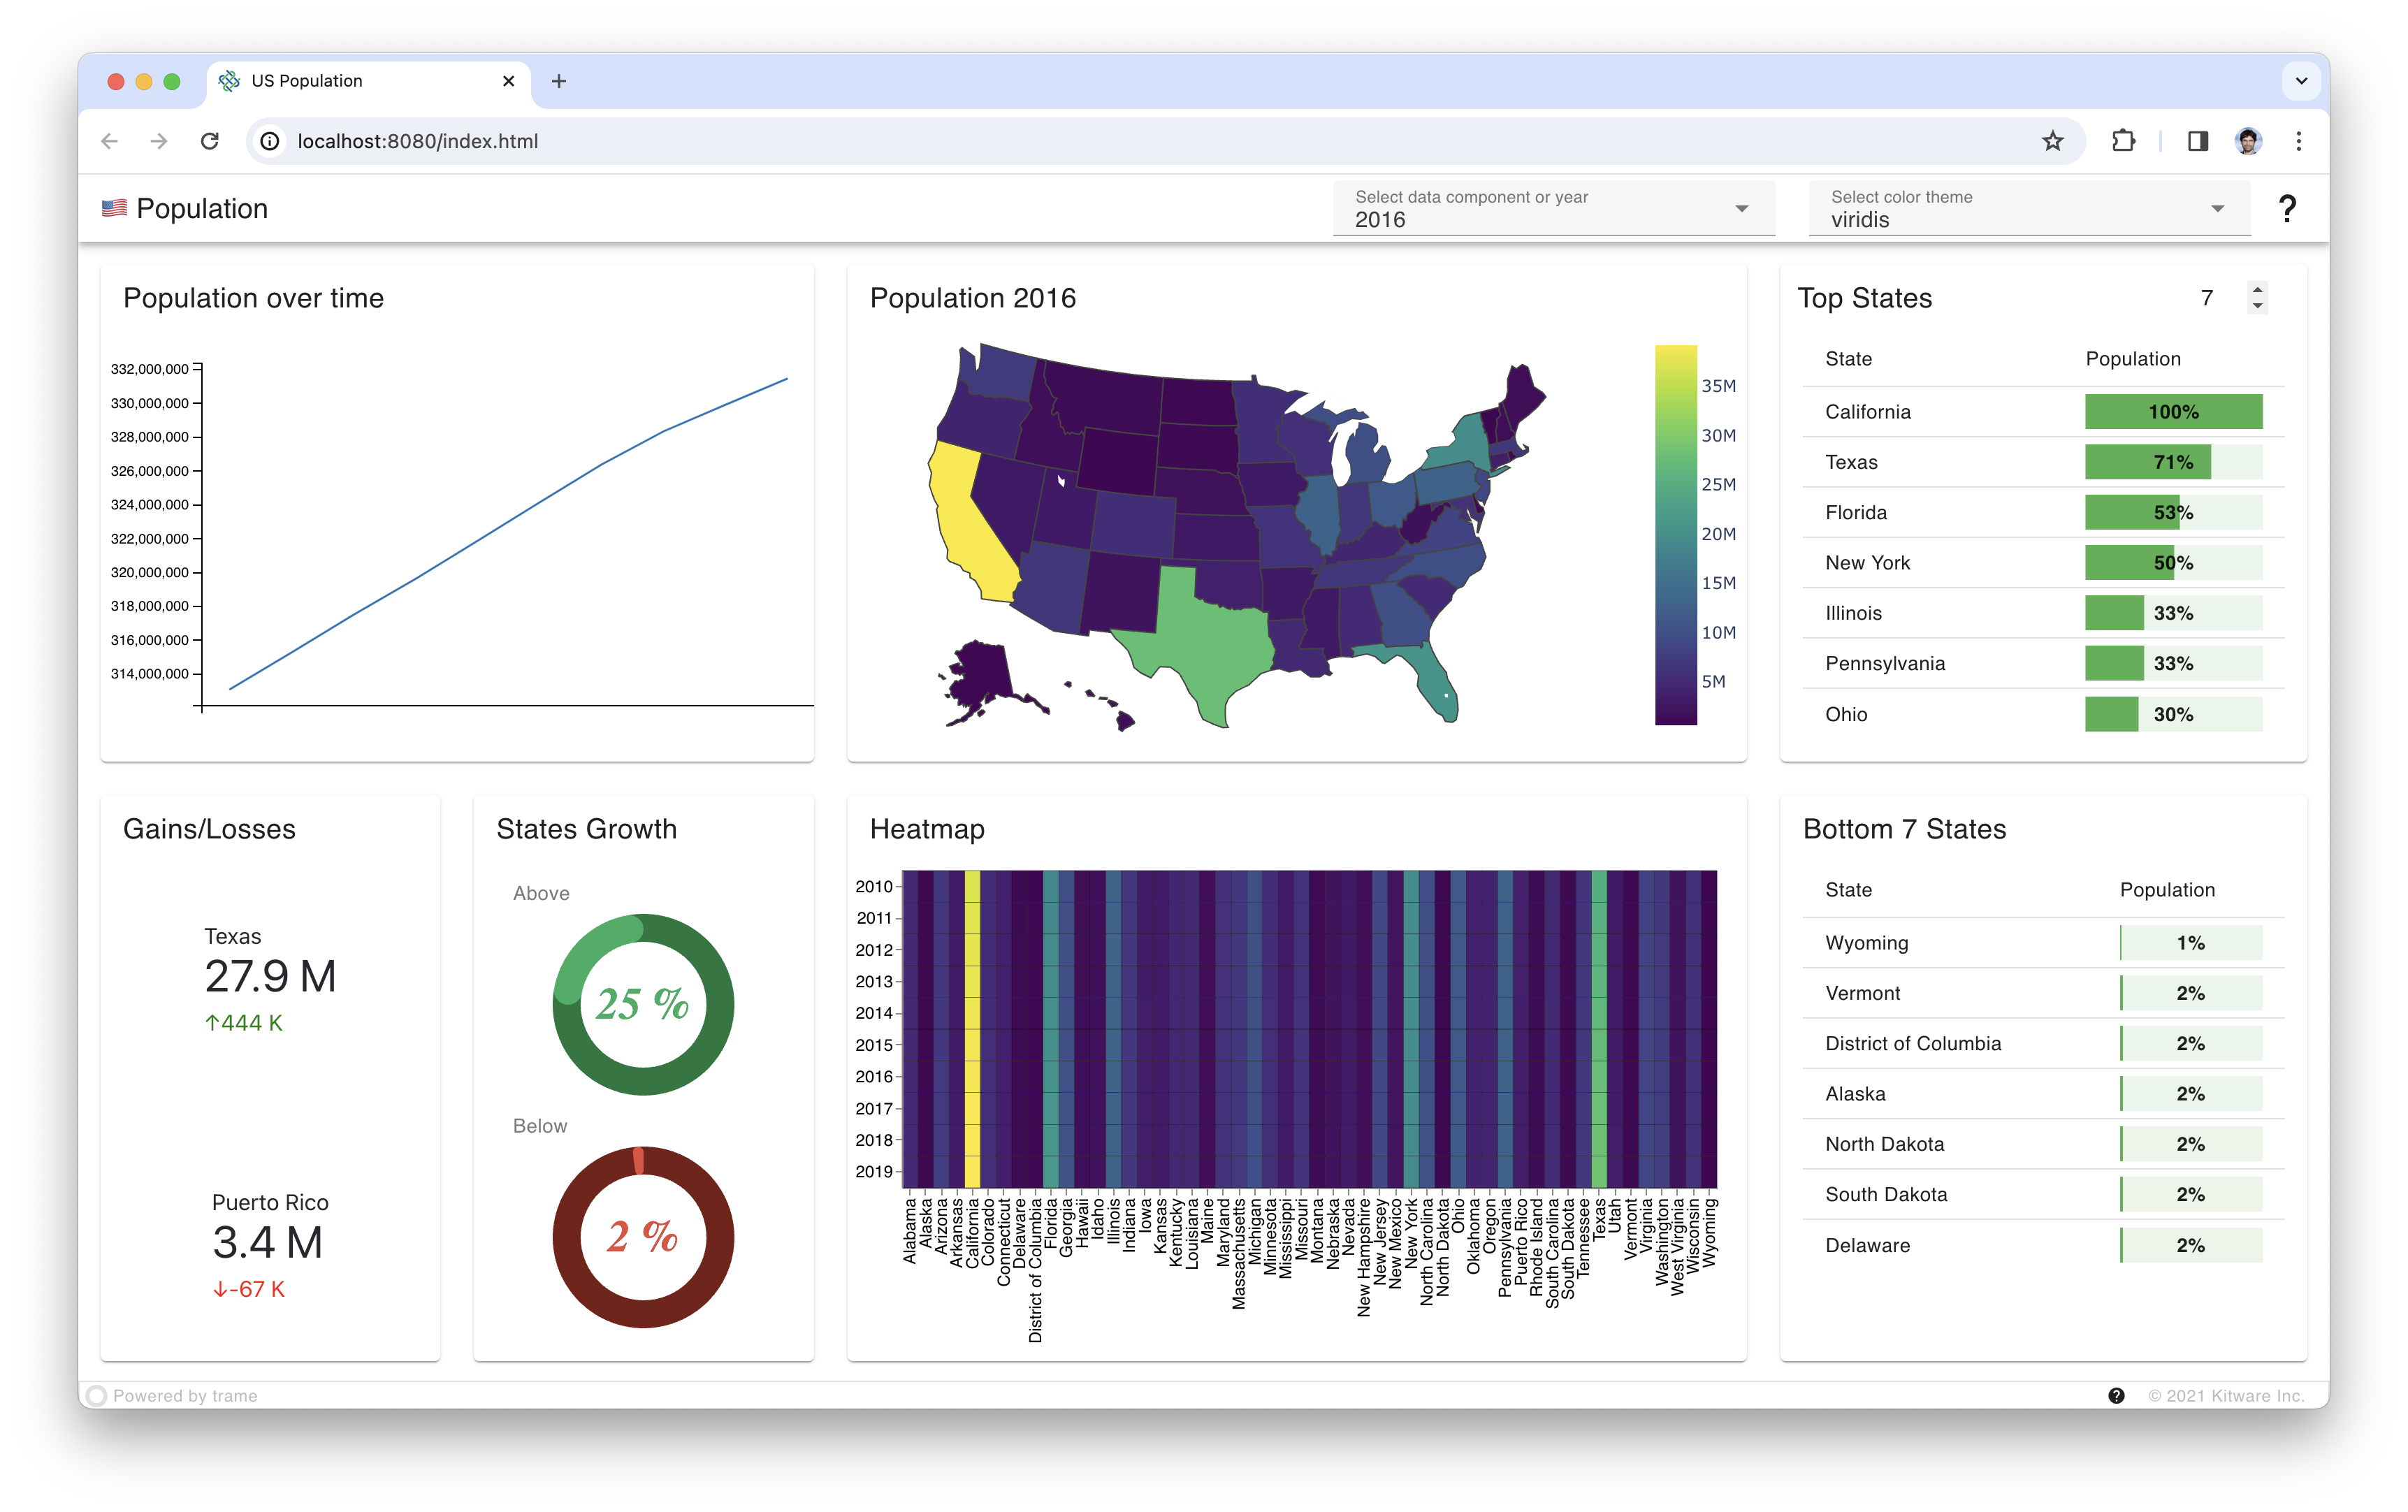 US Population
localhost:8080/index.html
Population
Select data component or year
2016
Select color theme
viridis
?
Population over time
332,000,000
330,000,000
328,000,000
326,000,000
324,000,000
322,000,000
320,000,000
318,000,000
316,000,000
314,000,000
Population 2016
35M
30M
25M
20M
15M
10M
5M
Top States
7
State Population
California 100%
Texas 71%
Florida 53%
New York 50%
Illinois 33%
Pennsylvania 33%
Ohio 30%
Gains/Losses
Texas
27.9 M
↑444 K
Puerto Rico
3.4 M
↓-67 K
States Growth
Above
25 %
Below
2 %
Heatmap
2010
2011
2012
2013
2014
2015
2016
2017
2018
2019
Alabama
Alaska
Arizona
Arkansas
California
Colorado
Connecticut
Delaware
District of Columbia
Florida
Georgia
Hawaii
Idaho
Illinois
Indiana
Iowa
Kansas
Kentucky
Louisiana
Maine
Maryland
Massachusetts
Michigan
Minnesota
Mississippi
Missouri
Montana
Nebraska
Nevada
New Hampshire
New Jersey
New Mexico
New York
North Carolina
North Dakota
Ohio
Oklahoma
Oregon
Pennsylvania
Puerto Rico
Rhode Island
South Carolina
South Dakota
Tennessee
Texas
Utah
Vermont
Virginia
Washington
West Virginia
Wisconsin
Wyoming
Bottom 7 States
State Population
Wyoming 1%
Vermont 2%
District of Columbia 2%
Alaska 2%
North Dakota 2%
South Dakota 2%
Delaware 2%
Powered by trame
? © 2021 Kitware Inc.